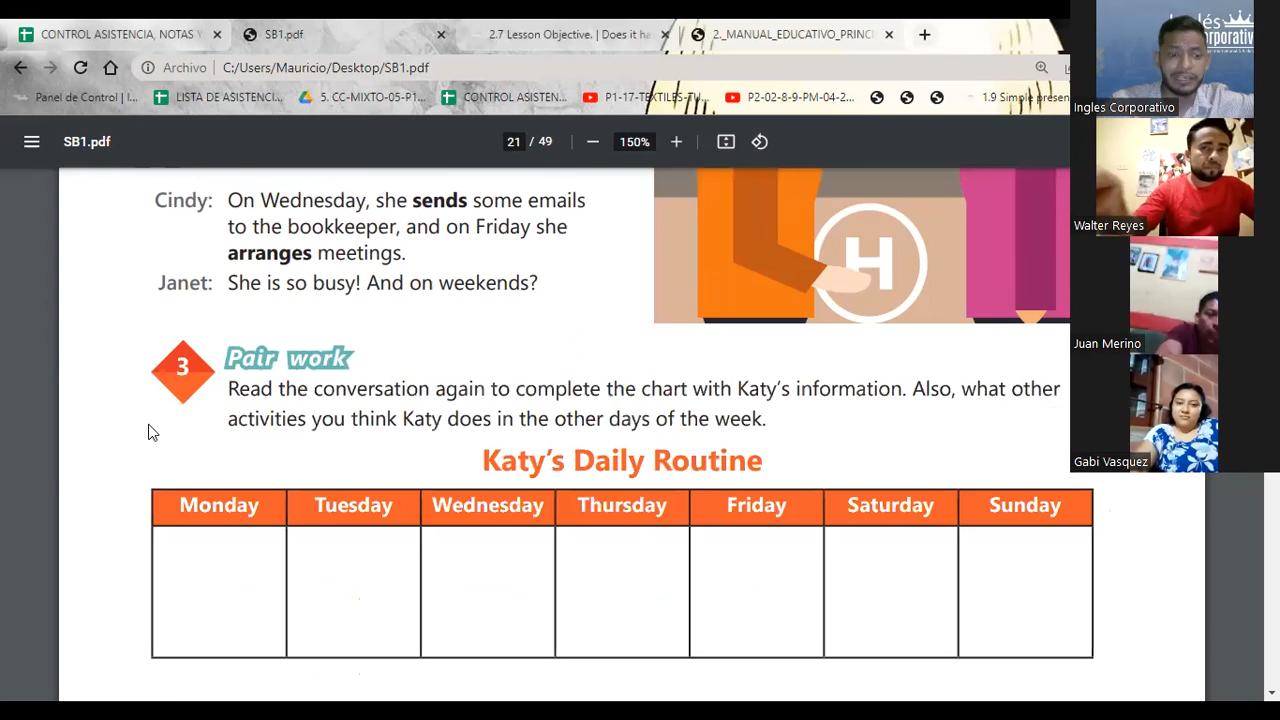 CONTROL ASISTENCIA, NOTAS Y
SB1.pdf
2.7 Lesson Objective. | Does it ha
2._MANUAL_EDUCATIVO_PRINCI
Archivo
C:/Users/Mauricio/Desktop/SB1.pdf
Panel de Control | I...
LISTA DE ASISTENCI...
5. CC-MIXTO-05-P1...
CONTROL ASISTEN...
P1-17-TEXTILES-TU...
P2-02-8-9-PM-04-2...
1.9 Simple presen
SB1.pdf
21 / 49
150%
Inglés
Corporativo
Ingles Corporativo
Walter Reyes
Juan Merino
Gabi Vasquez
Cindy: On Wednesday, she sends some emails
to the bookkeeper, and on Friday she
arranges meetings.
Janet: She is so busy! And on weekends?
H
3
Pair work
Read the conversation again to complete the chart with Katy’s information. Also, what other
activities you think Katy does in the other days of the week.
Katy’s Daily Routine
Monday Tuesday Wednesday Thursday Friday Saturday Sunday